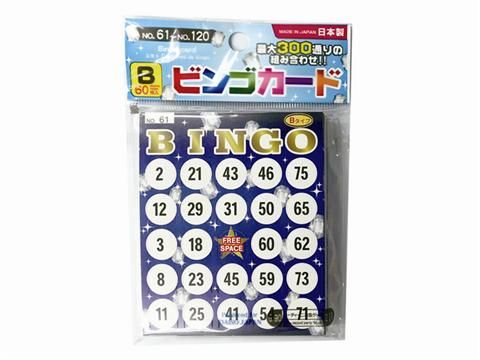 NO. 61～NO. 120
MADE IN JAPAN 日本製
最大300通りの
組み合わせ!!
B
60
ビンゴカード
NO. 61
Bタイプ
BINGO
2 21 43 46 75
12 29 31 50 65
3 18 FREE SPACE 60 62
8 23 45 59 73
11 25 41 54 71
DAISO JAPAN